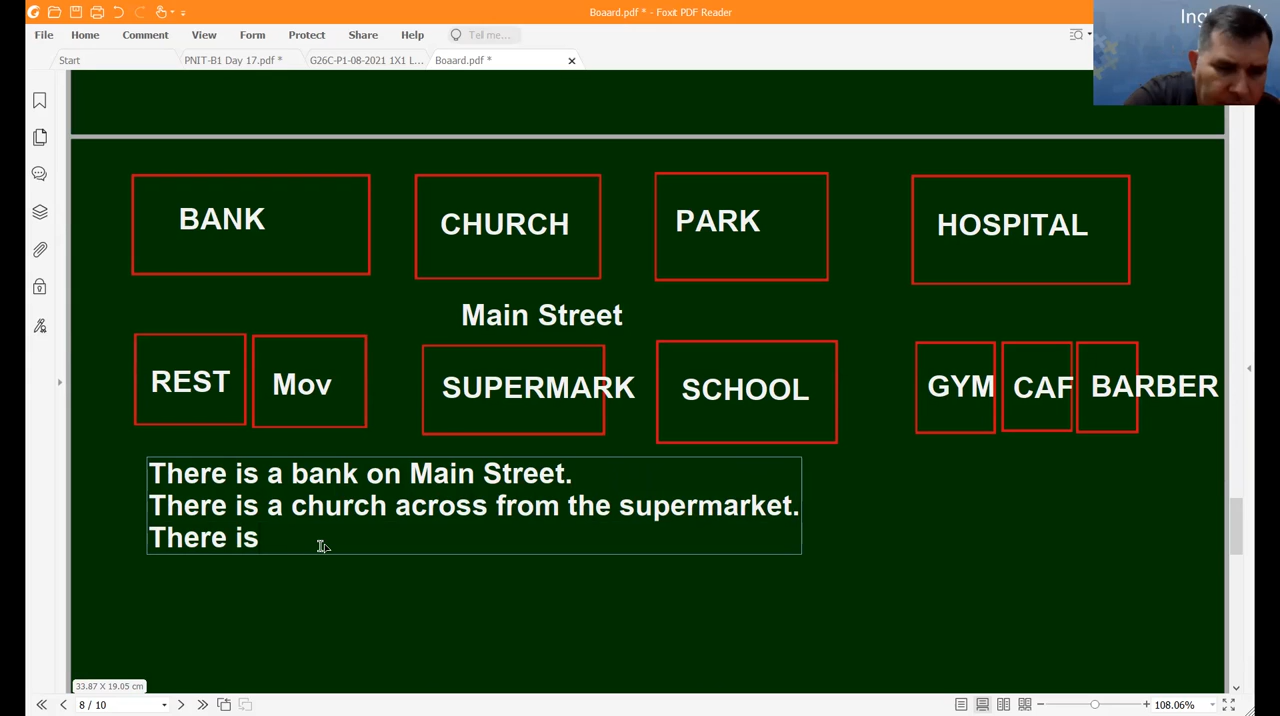 Boaard.pdf * - Foxit PDF Reader
File Home Comment View Form Protect Share Help Tell me...
Start PNIT-B1 Day 17.pdf * G26C-P1-08-2021 1X1 L... Boaard.pdf *
BANK CHURCH PARK HOSPITAL
Main Street
REST Mov SUPERMARK SCHOOL GYM CAF BARBER
There is a bank on Main Street.
There is a church across from the supermarket.
There is
33.87 X 19.05 cm
8 / 10 108.06%